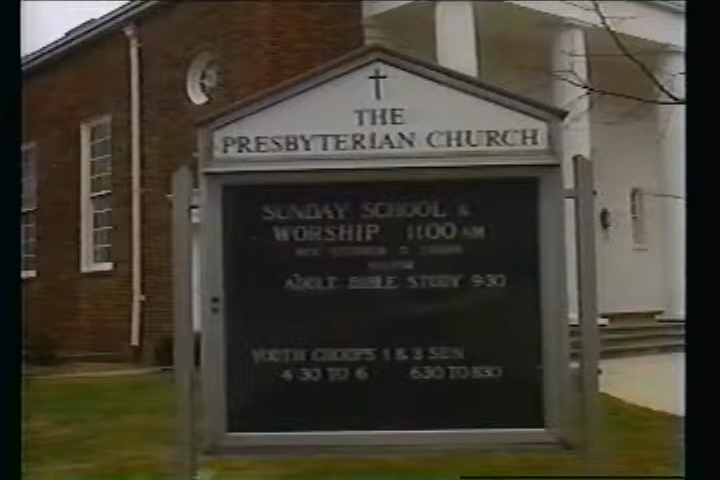 THE
PRESBYTERIAN CHURCH
SUNDAY SCHOOL &
WORSHIP 11:00 AM
ADULT BIBLE STUDY 9:30
YOUTH GROUPS 1 & 3 SUN
4:30 TO 6 6:30 TO 8:30